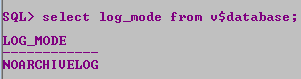 SQL> select log_mode from v$database;
LOG_MODE
------------
NOARCHIVELOG